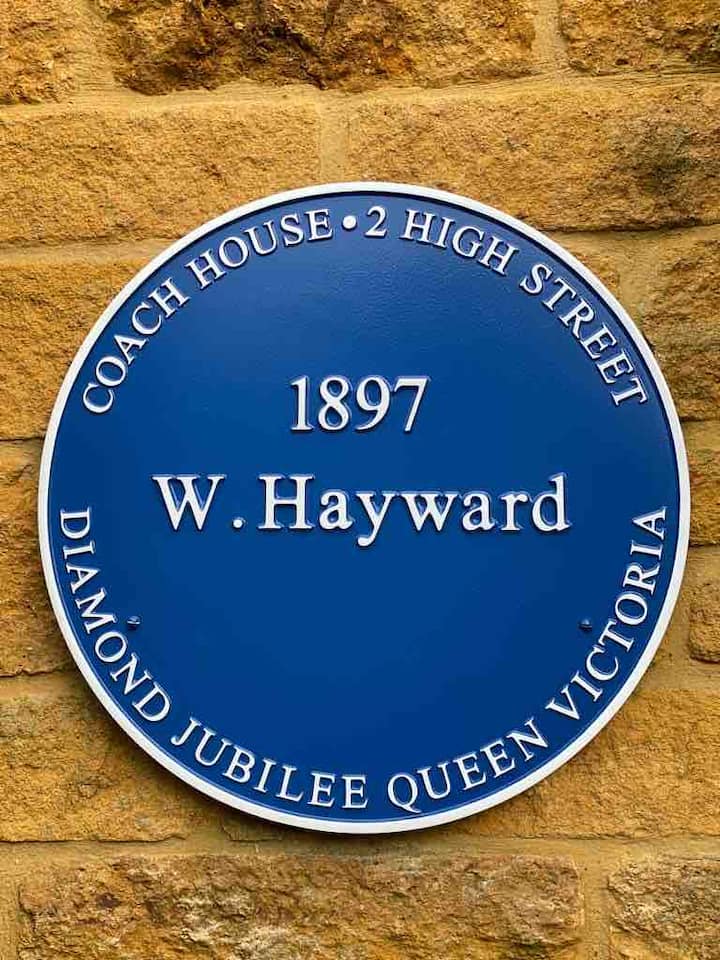 COACH HOUSE • 2 HIGH STREET
1897
W. Hayward
DIAMOND JUBILEE QUEEN VICTORIA